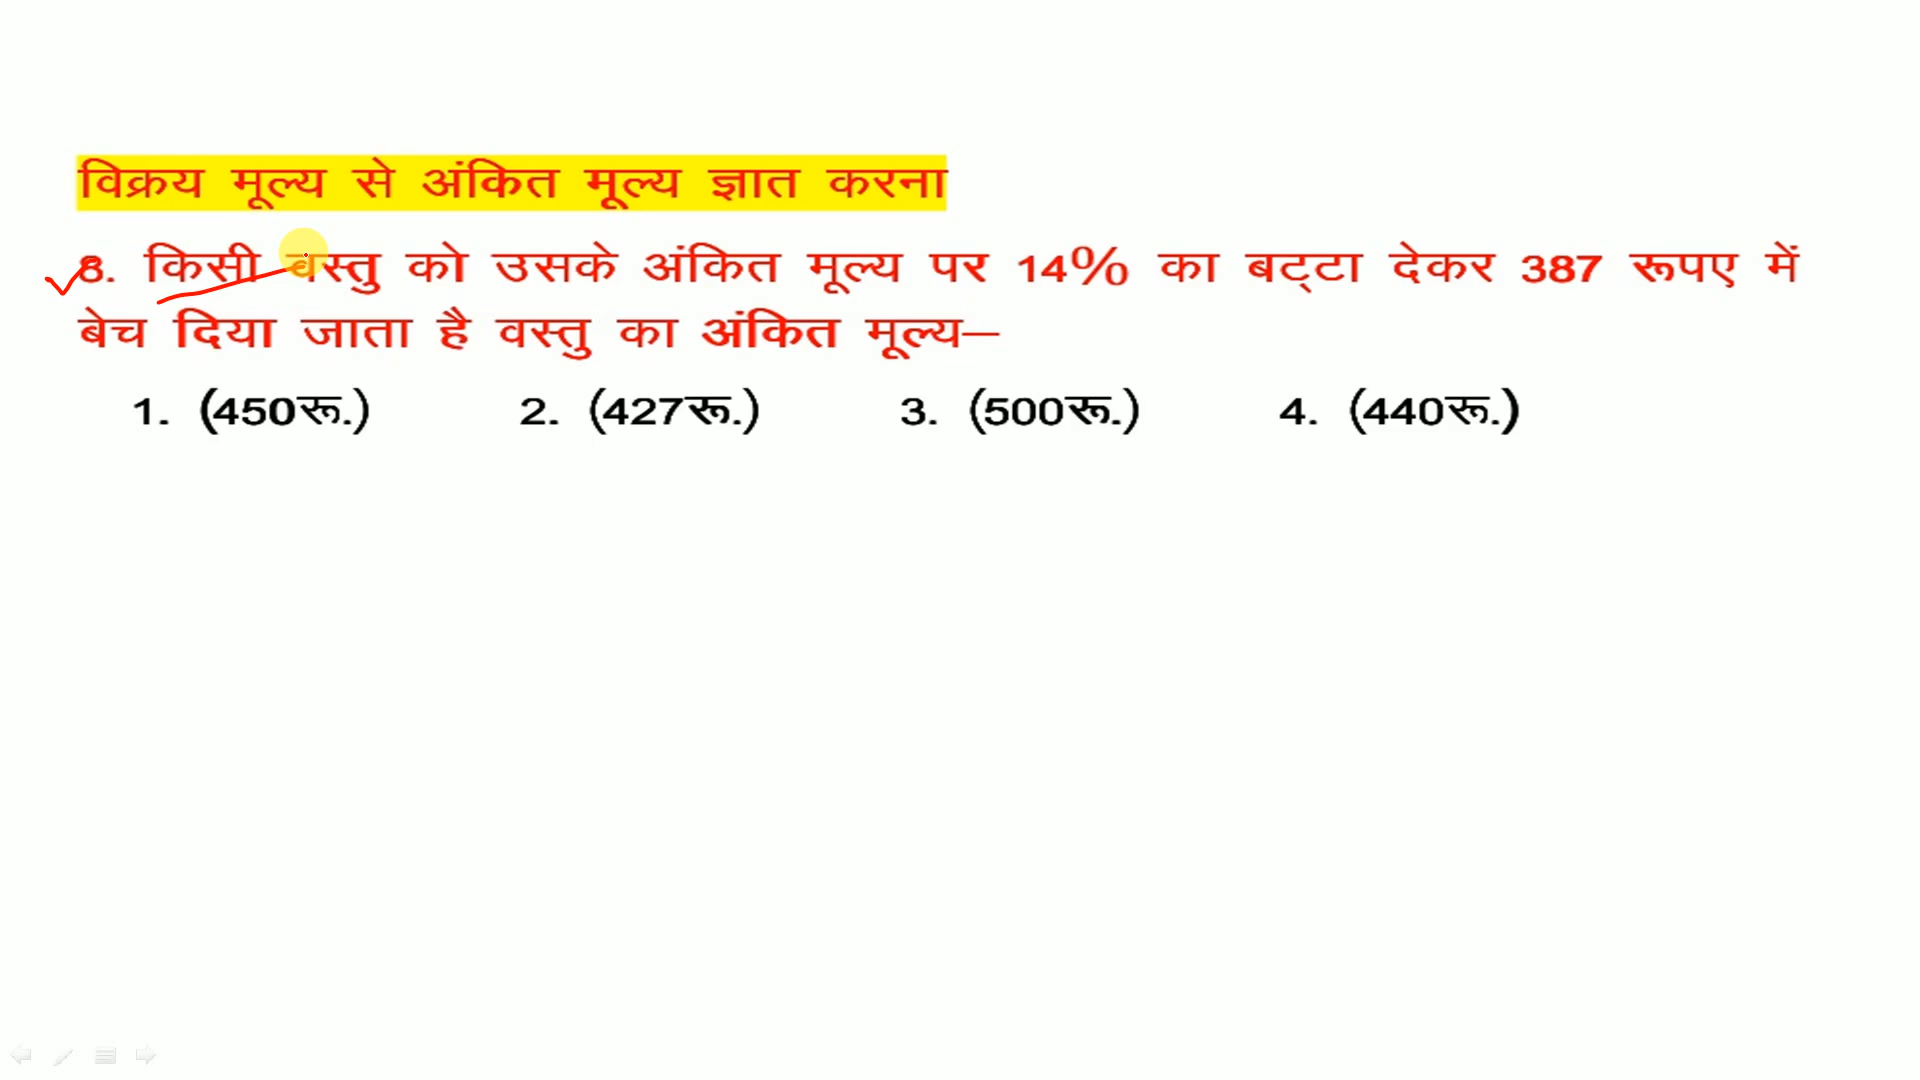 विक्रय मूल्य से अंकित मूल्य ज्ञात करना
8. किसी वस्तु को उसके अंकित मूल्य पर 14% का बट्‌टा देकर 387 रूपए में
बेच दिया जाता है वस्तु का अंकित मूल्य–
1. (450रू.) 2. (427रू.) 3. (500रू.) 4. (440रू.)